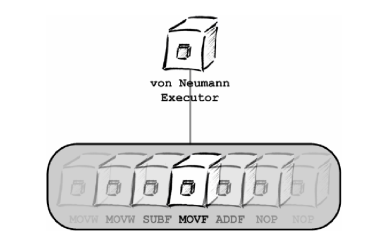 von Neumann
Executor
MOVW MOVW SUBF MOVF ADDF NOP NOP